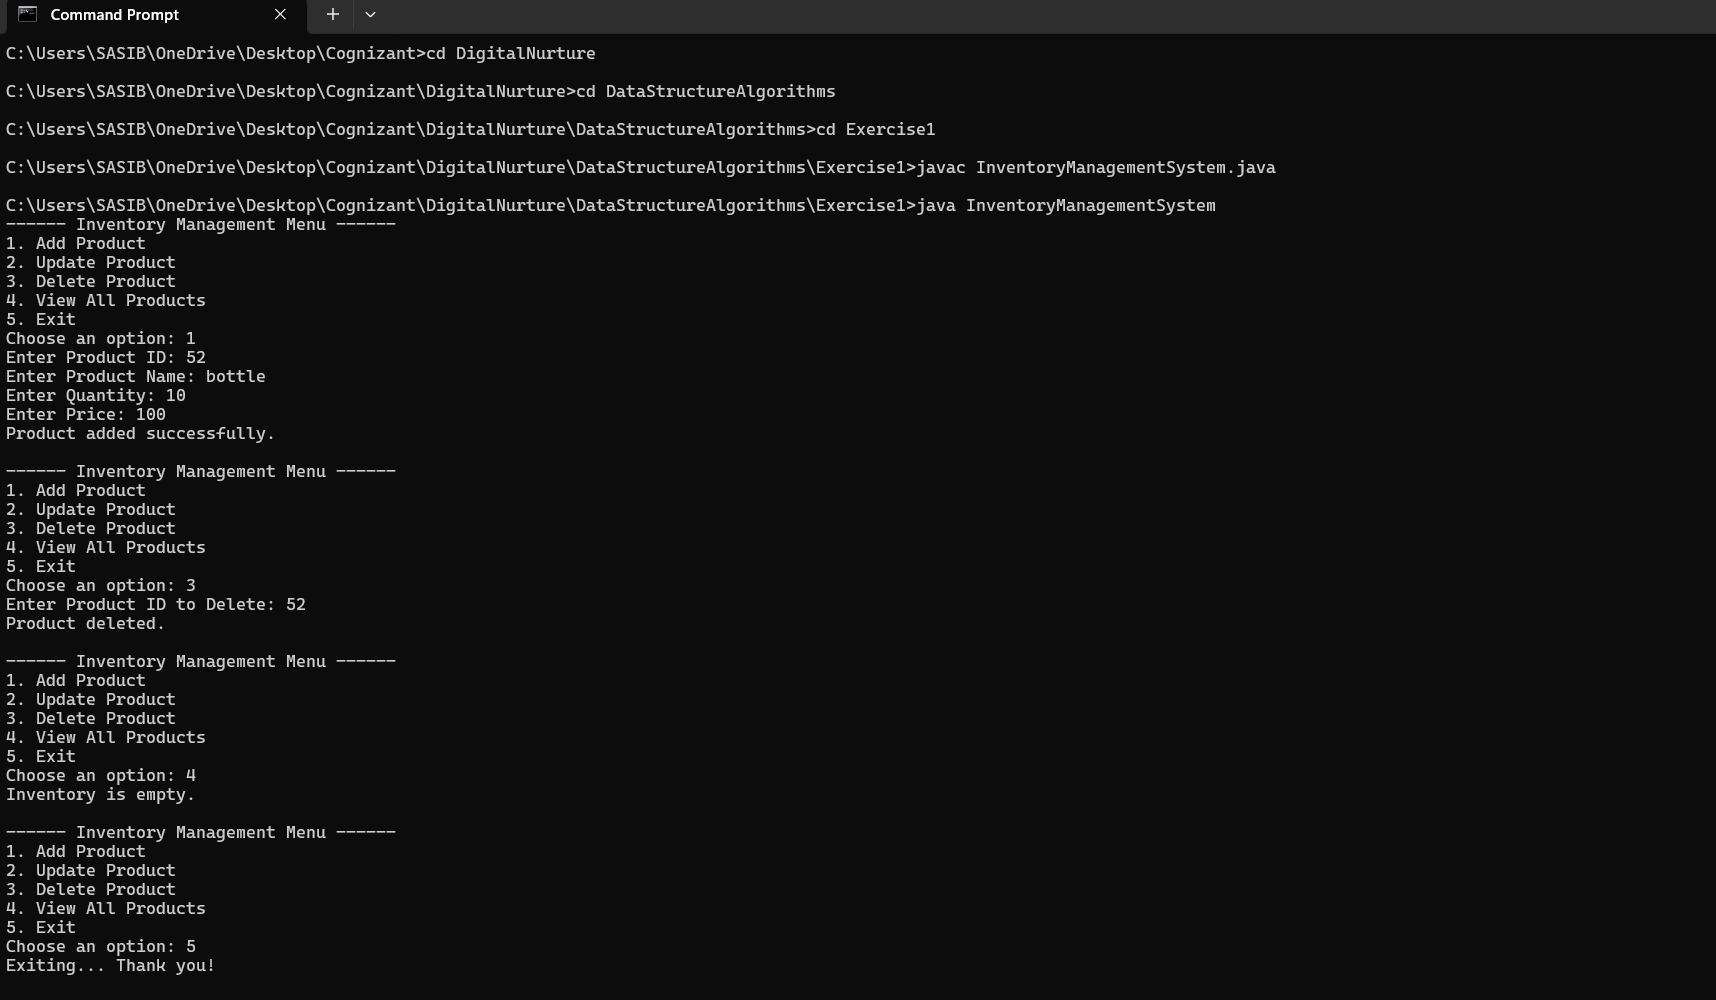 Command Prompt
C:\Users\SASIB\OneDrive\Desktop\Cognizant>cd DigitalNurture
C:\Users\SASIB\OneDrive\Desktop\Cognizant\DigitalNurture>cd DataStructureAlgorithms
C:\Users\SASIB\OneDrive\Desktop\Cognizant\DigitalNurture\DataStructureAlgorithms>cd Exercise1
C:\Users\SASIB\OneDrive\Desktop\Cognizant\DigitalNurture\DataStructureAlgorithms\Exercise1>javac InventoryManagementSystem.java
C:\Users\SASIB\OneDrive\Desktop\Cognizant\DigitalNurture\DataStructureAlgorithms\Exercise1>java InventoryManagementSystem
------ Inventory Management Menu ------
1. Add Product
2. Update Product
3. Delete Product
4. View All Products
5. Exit
Choose an option: 1
Enter Product ID: 52
Enter Product Name: bottle
Enter Quantity: 10
Enter Price: 100
Product added successfully.
------ Inventory Management Menu ------
1. Add Product
2. Update Product
3. Delete Product
4. View All Products
5. Exit
Choose an option: 3
Enter Product ID to Delete: 52
Product deleted.
------ Inventory Management Menu ------
1. Add Product
2. Update Product
3. Delete Product
4. View All Products
5. Exit
Choose an option: 4
Inventory is empty.
------ Inventory Management Menu ------
1. Add Product
2. Update Product
3. Delete Product
4. View All Products
5. Exit
Choose an option: 5
Exiting... Thank you!